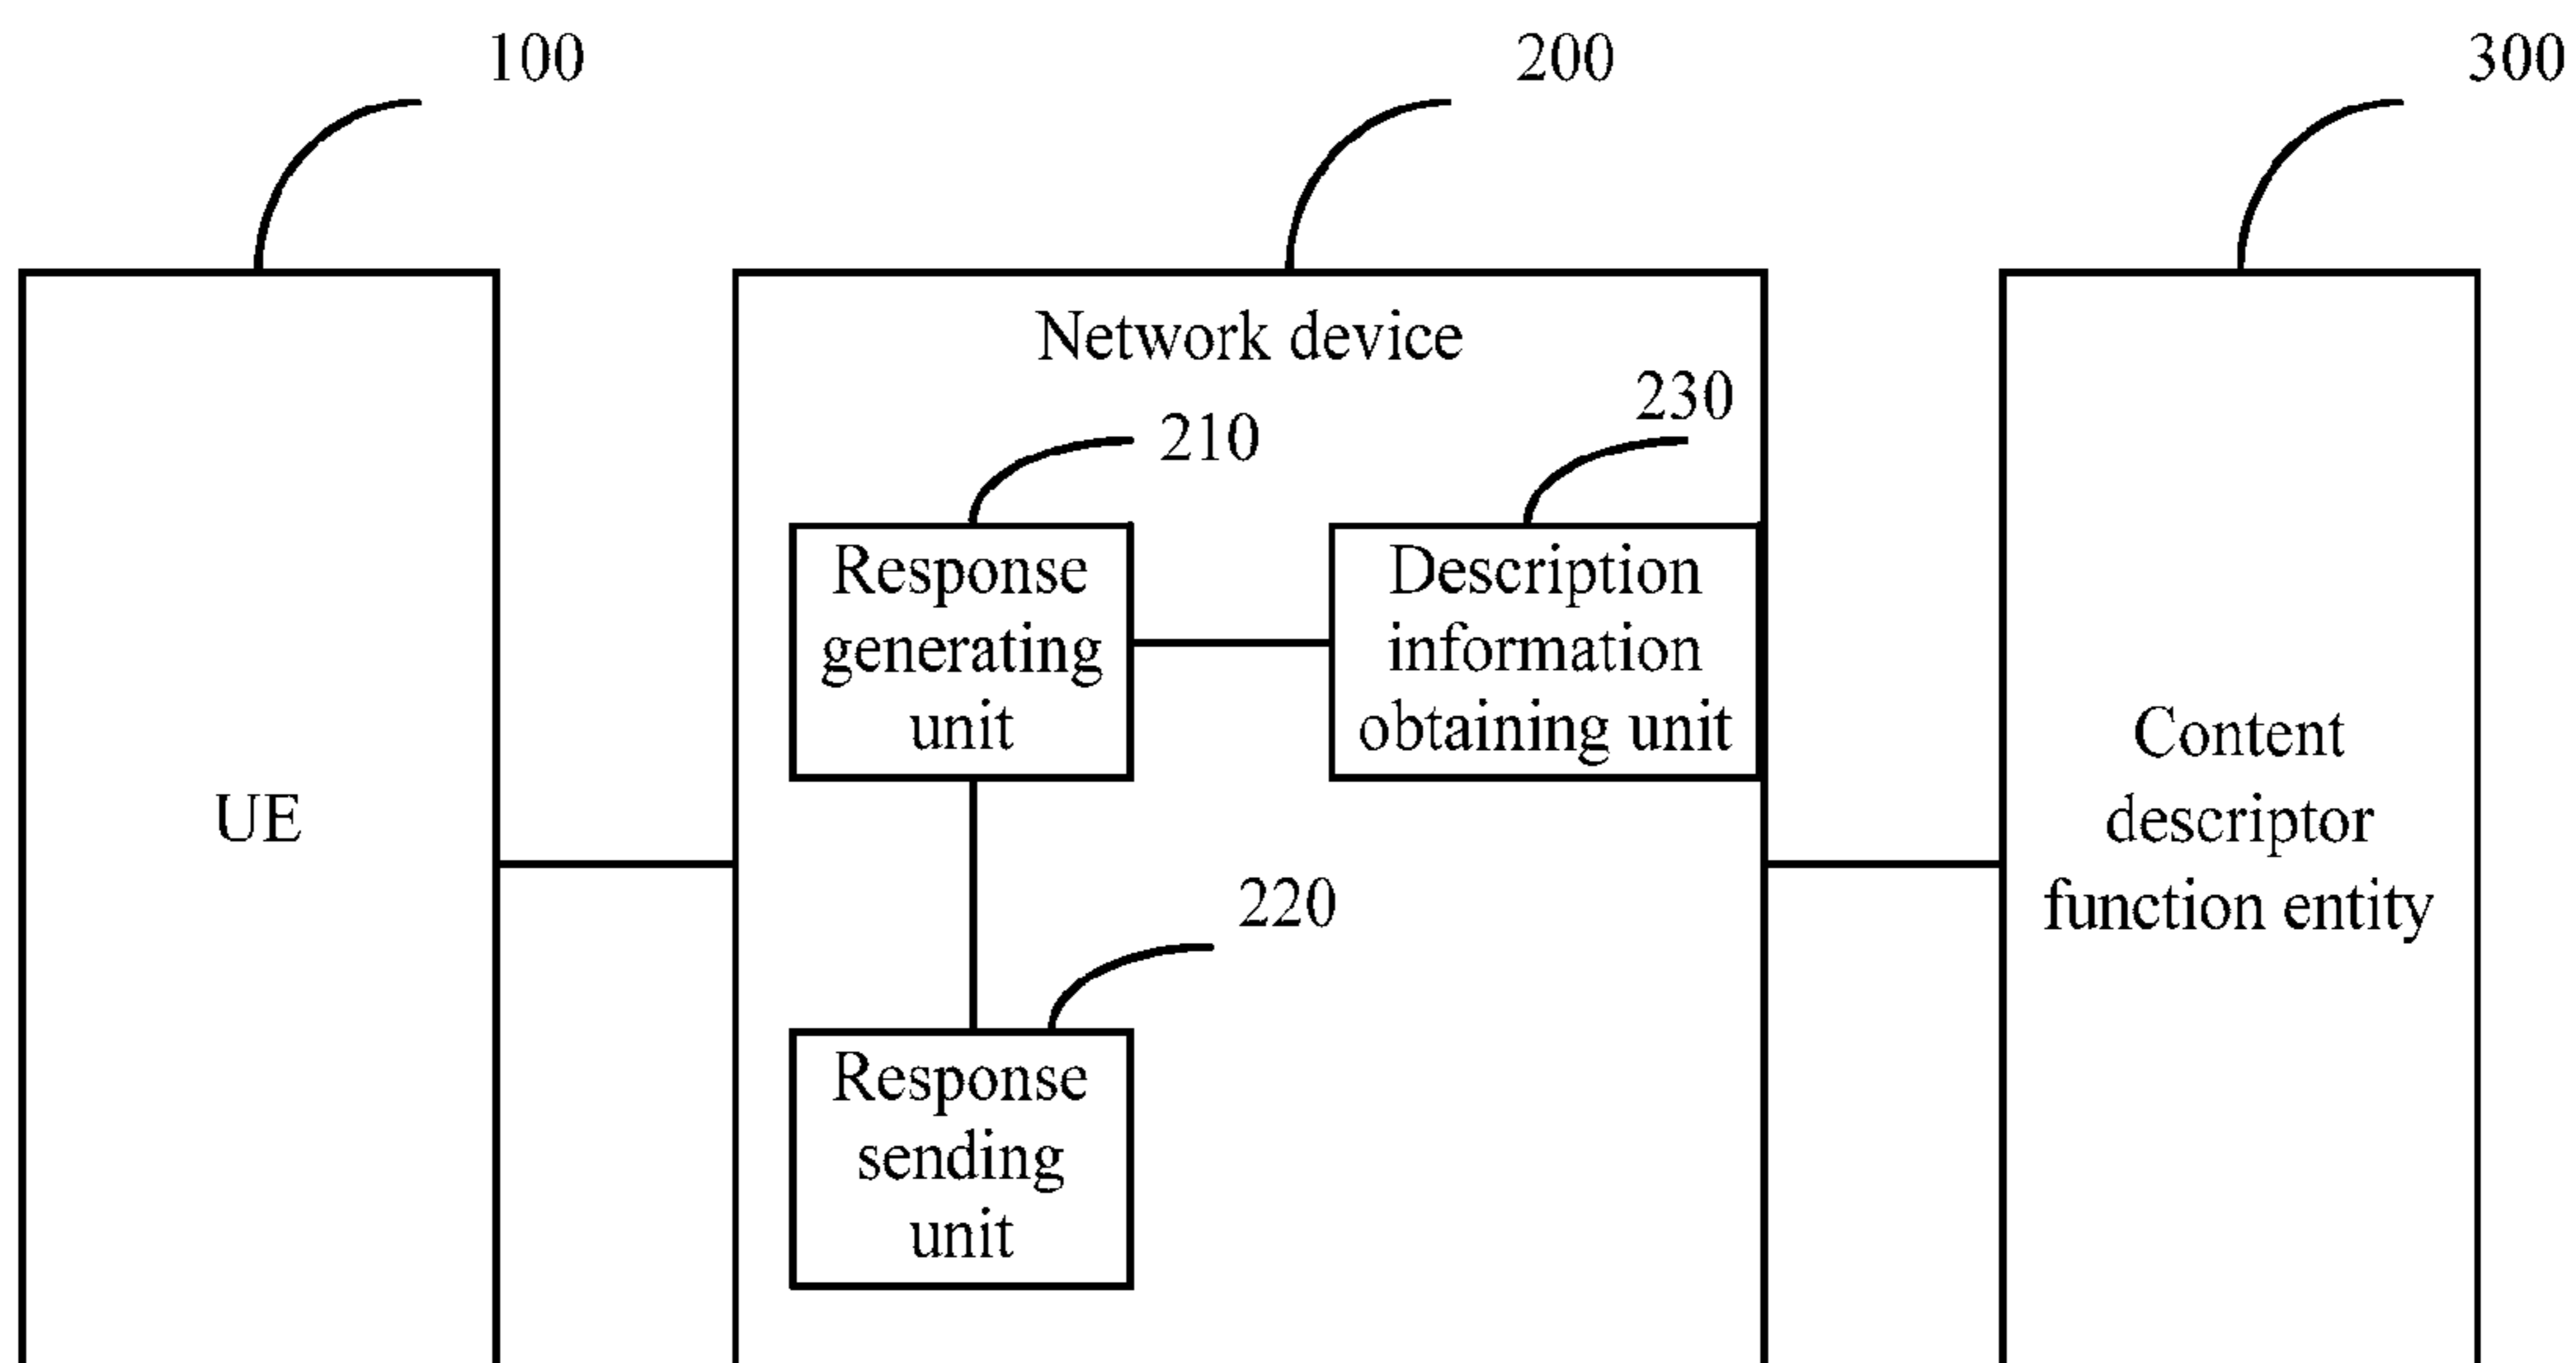 100
200
300
Network device
210
230
Response
generating
unit
Description
information
obtaining unit
UE
220
Response
sending
unit
Content
descriptor
function entity